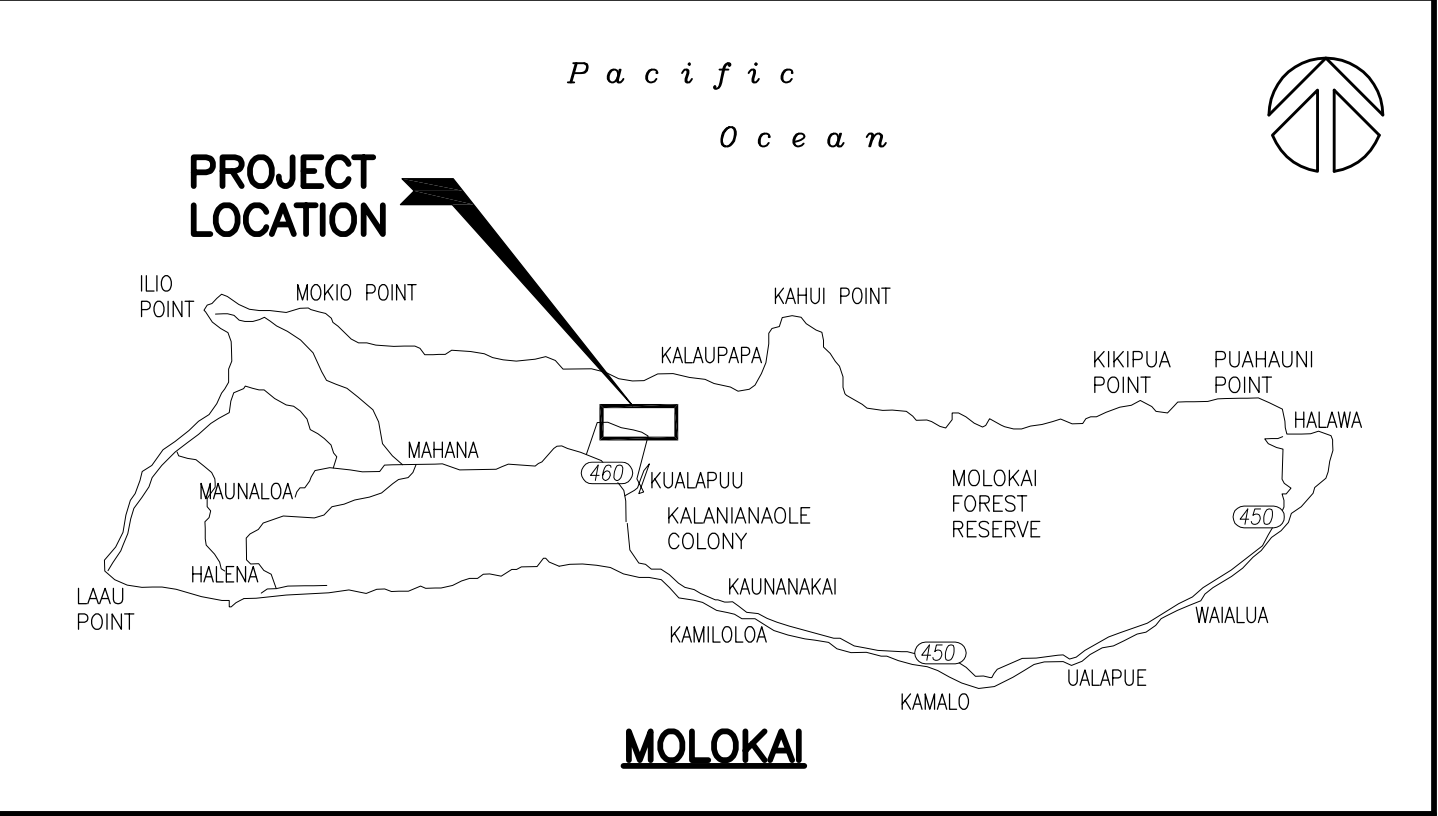 Pacific
Ocean
PROJECT
LOCATION
ILIO
POINT
MOKIO POINT
KAHUI POINT
KALAUPAPA
KIKIPUA
POINT
PUAHAUNI
POINT
HALAWA
MAHANA
460
KUALAPUU
MAUNALOA
MOLOKAI
FOREST
RESERVE
KALANIANAOLE
COLONY
450
HALENA
LAAU
POINT
KAUNANAKAI
WAIALUA
KAMILOLOA
450
UALAPUE
KAMALO
MOLOKAI